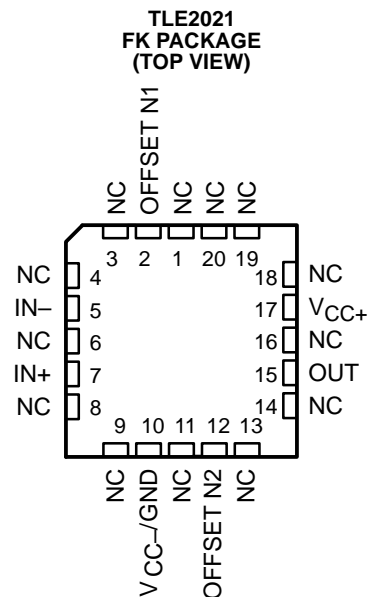 TLE2021
FK PACKAGE
(TOP VIEW)
NC
OFFSET N1
NC
NC
NC
3
2
1
20
19
NC 4
IN– 5
NC 6
IN+ 7
NC 8
18 NC
17 VCC+
16 NC
15 OUT
14 NC
9
10
11
12
13
NC
VCC–/GND
NC
OFFSET N2
NC